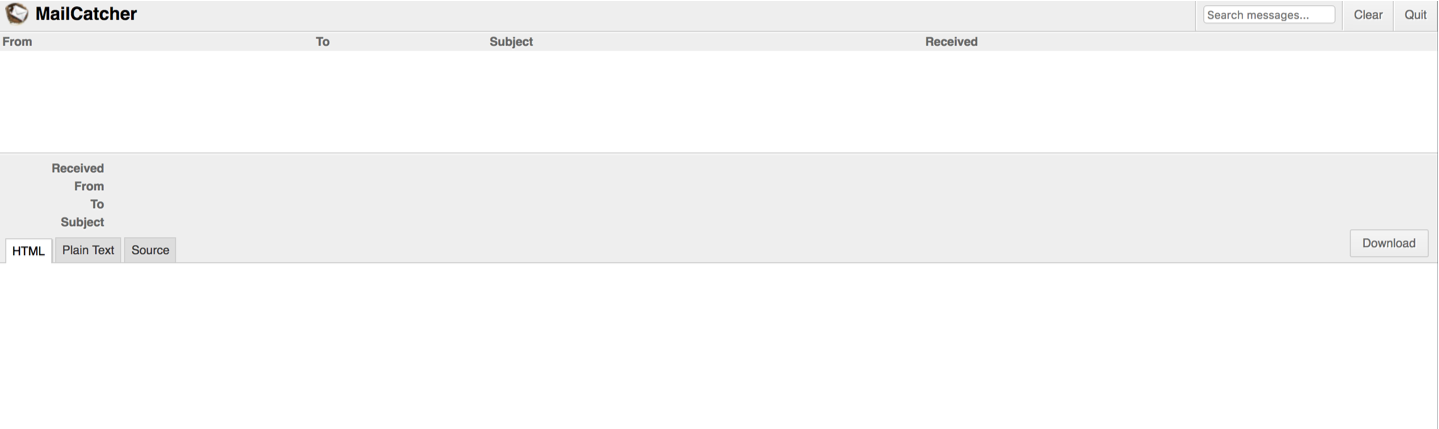 MailCatcher Search messages... Clear Quit
From To Subject Received
Received
From
To
Subject
HTML Plain Text Source Download